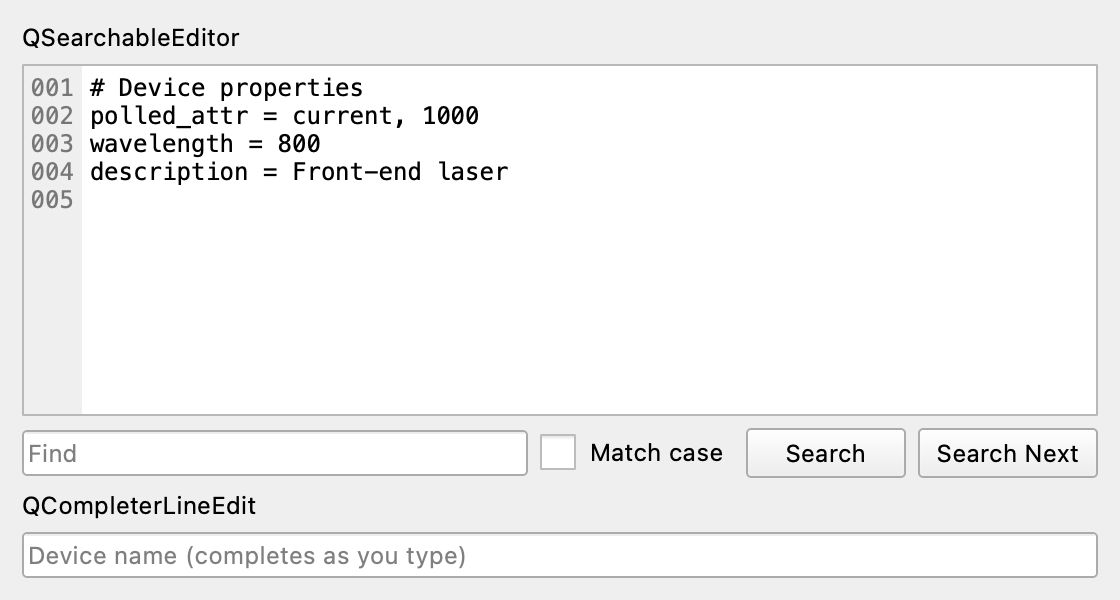 QSearchableEditor
001 # Device properties
002 polled_attr = current, 1000
003 wavelength = 800
004 description = Front-end laser
005
Find Match case Search Search Next
QCompleterLineEdit
Device name (completes as you type)